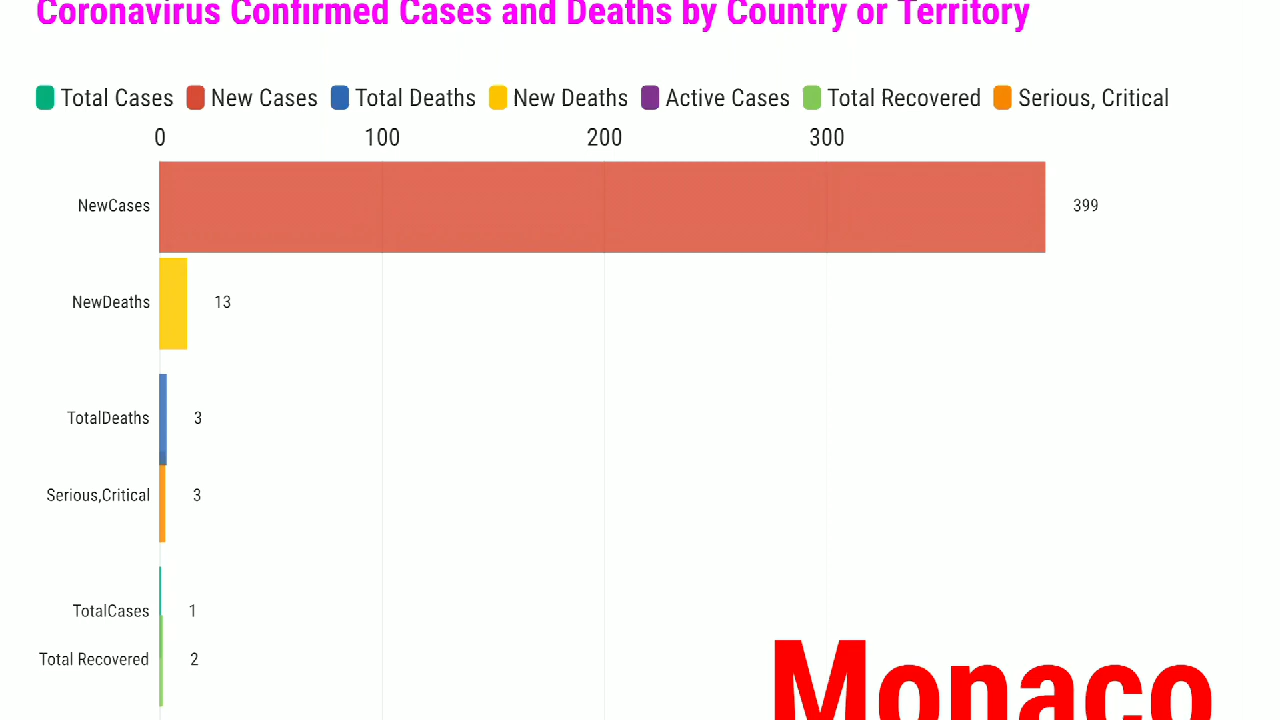 Coronavirus Confirmed Cases and Deaths by Country or Territory
Total Cases New Cases Total Deaths New Deaths Active Cases Total Recovered Serious, Critical
0 100 200 300
NewCases 399
NewDeaths 13
TotalDeaths 3
Serious,Critical 3
TotalCases 1
Total Recovered 2
Monaco